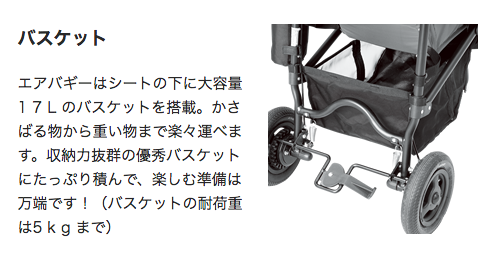 バスケット
エアバギーはシートの下に大容量
１７Ｌのバスケットを搭載。かさ
ばる物から重い物まで楽々運べま
す。収納力抜群の優秀バスケット
にたっぷり積んで、楽しむ準備は
万端です！（バスケットの耐荷重
は5ｋｇまで）